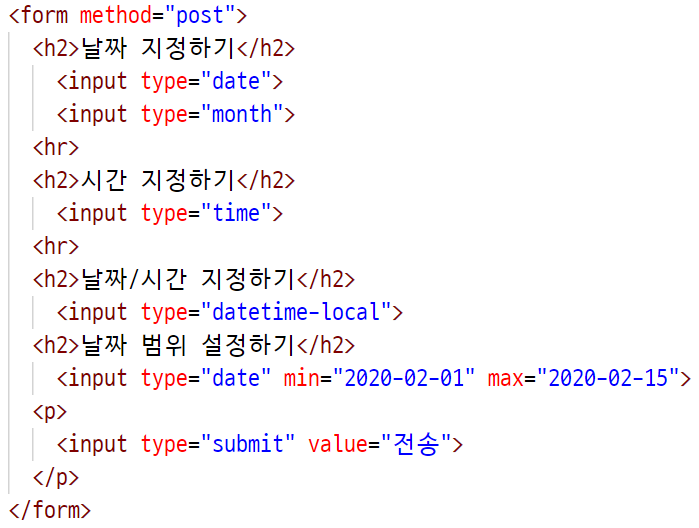 <form method="post">
<h2>날짜 지정하기</h2>
<input type="date">
<input type="month">
<hr>
<h2>시간 지정하기</h2>
<input type="time">
<hr>
<h2>날짜/시간 지정하기</h2>
<input type="datetime-local">
<h2>날짜 범위 설정하기</h2>
<input type="date" min="2020-02-01" max="2020-02-15">
<p>
<input type="submit" value="전송">
</p>
</form>